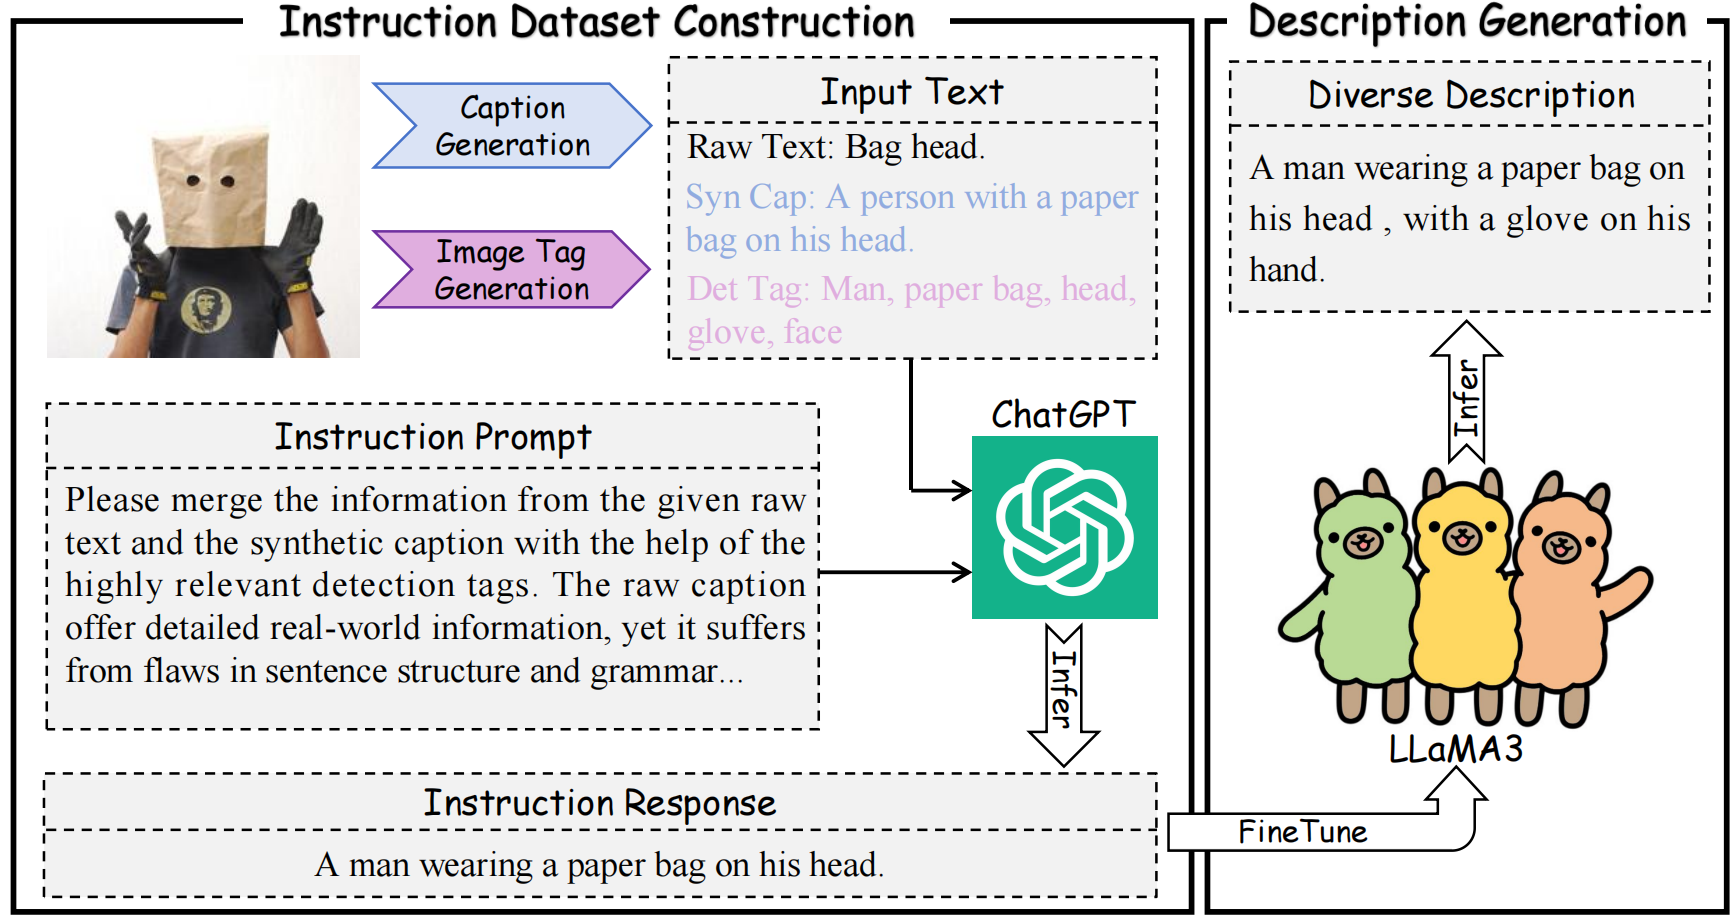 Instruction Dataset Construction
Caption
Generation
Image Tag
Generation
Input Text
Raw Text: Bag head.
Syn Cap: A person with a paper
bag on his head.
Det Tag: Man, paper bag, head,
glove, face
Instruction Prompt
Please merge the information from the given raw
text and the synthetic caption with the help of the
highly relevant detection tags. The raw caption
offer detailed real-world information, yet it suffers
from flaws in sentence structure and grammar...
ChatGPT
Infer
Instruction Response
A man wearing a paper bag on his head.
Description Generation
Diverse Description
A man wearing a paper bag on
his head , with a glove on his
hand.
Infer
LLaMA3
FineTune